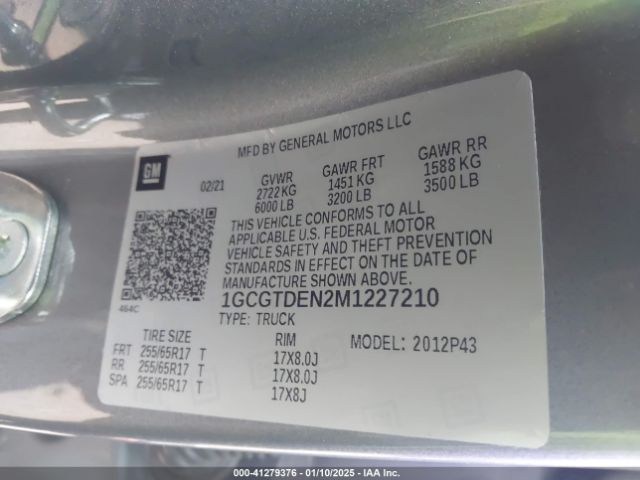 MFD BY GENERAL MOTORS LLC
GM
02/21
GVWR GAWR FRT GAWR RR
2722 KG 1451 KG 1588 KG
6000 LB 3200 LB 3500 LB
THIS VEHICLE CONFORMS TO ALL
APPLICABLE U.S. FEDERAL MOTOR
VEHICLE SAFETY AND THEFT PREVENTION
STANDARDS IN EFFECT ON THE DATE OF
MANUFACTURE SHOWN ABOVE.
1GCGTDEN2M1227210
464C
TYPE: TRUCK
TIRE SIZE RIM MODEL: 2012P43
FRT 255/65R17 T 17X8.0J
RR 255/65R17 T 17X8.0J
SPA 255/65R17 T 17X8J
000-41279376 - 01/10/2025 - IAA Inc.